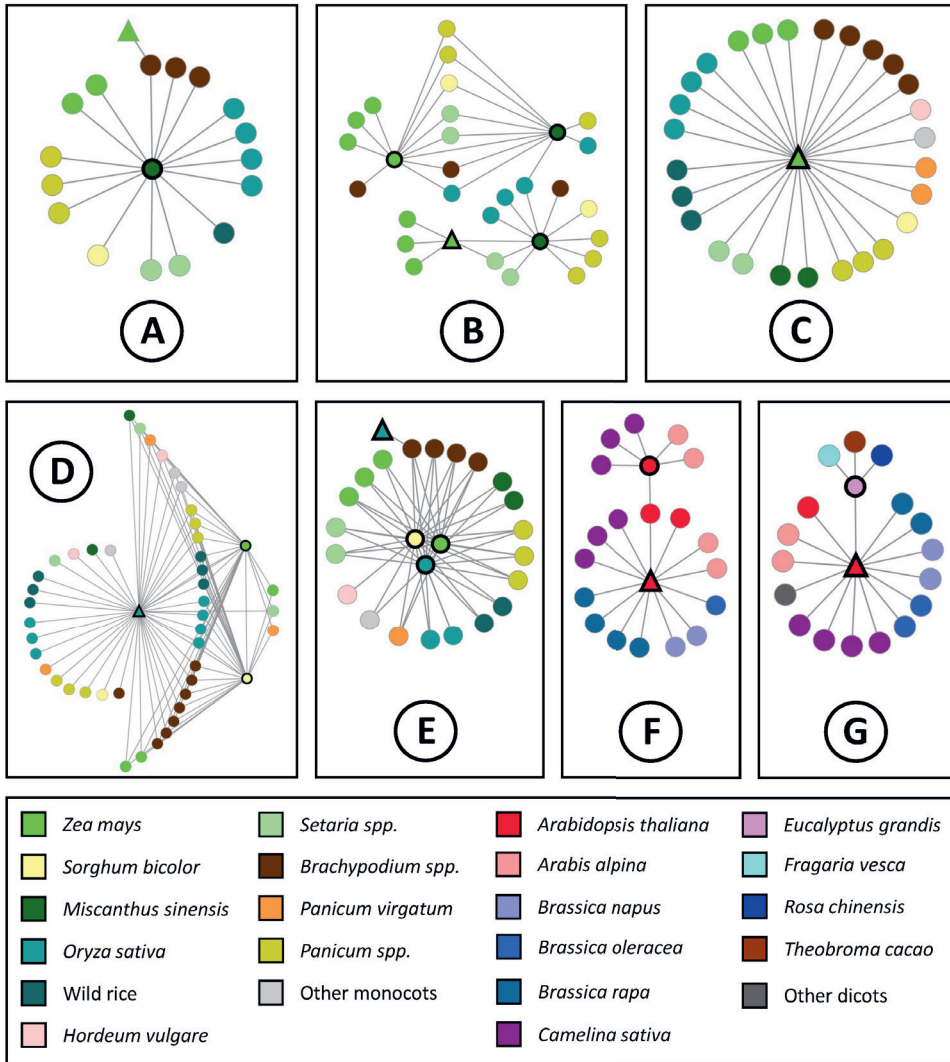 A
B
C
D
E
F
G
Zea mays
Sorghum bicolor
Miscanthus sinensis
Oryza sativa
Wild rice
Hordeum vulgare
Setaria spp.
Brachypodium spp.
Panicum virgatum
Panicum spp.
Other monocots
Arabidopsis thaliana
Arabis alpina
Brassica napus
Brassica oleracea
Brassica rapa
Camelina sativa
Eucalyptus grandis
Fragaria vesca
Rosa chinensis
Theobroma cacao
Other dicots